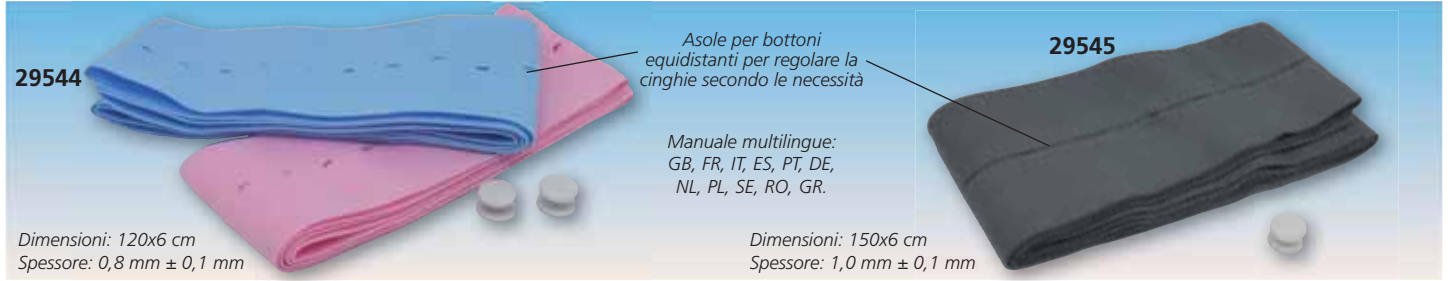 29544
Asole per bottoni
equidistanti per regolare la
cinghie secondo le necessità
29545
Manuale multilingue:
GB, FR, IT, ES, PT, DE,
NL, PL, SE, RO, GR.
Dimensioni: 120x6 cm
Spessore: 0,8 mm ± 0,1 mm
Dimensioni: 150x6 cm
Spessore: 1,0 mm ± 0,1 mm